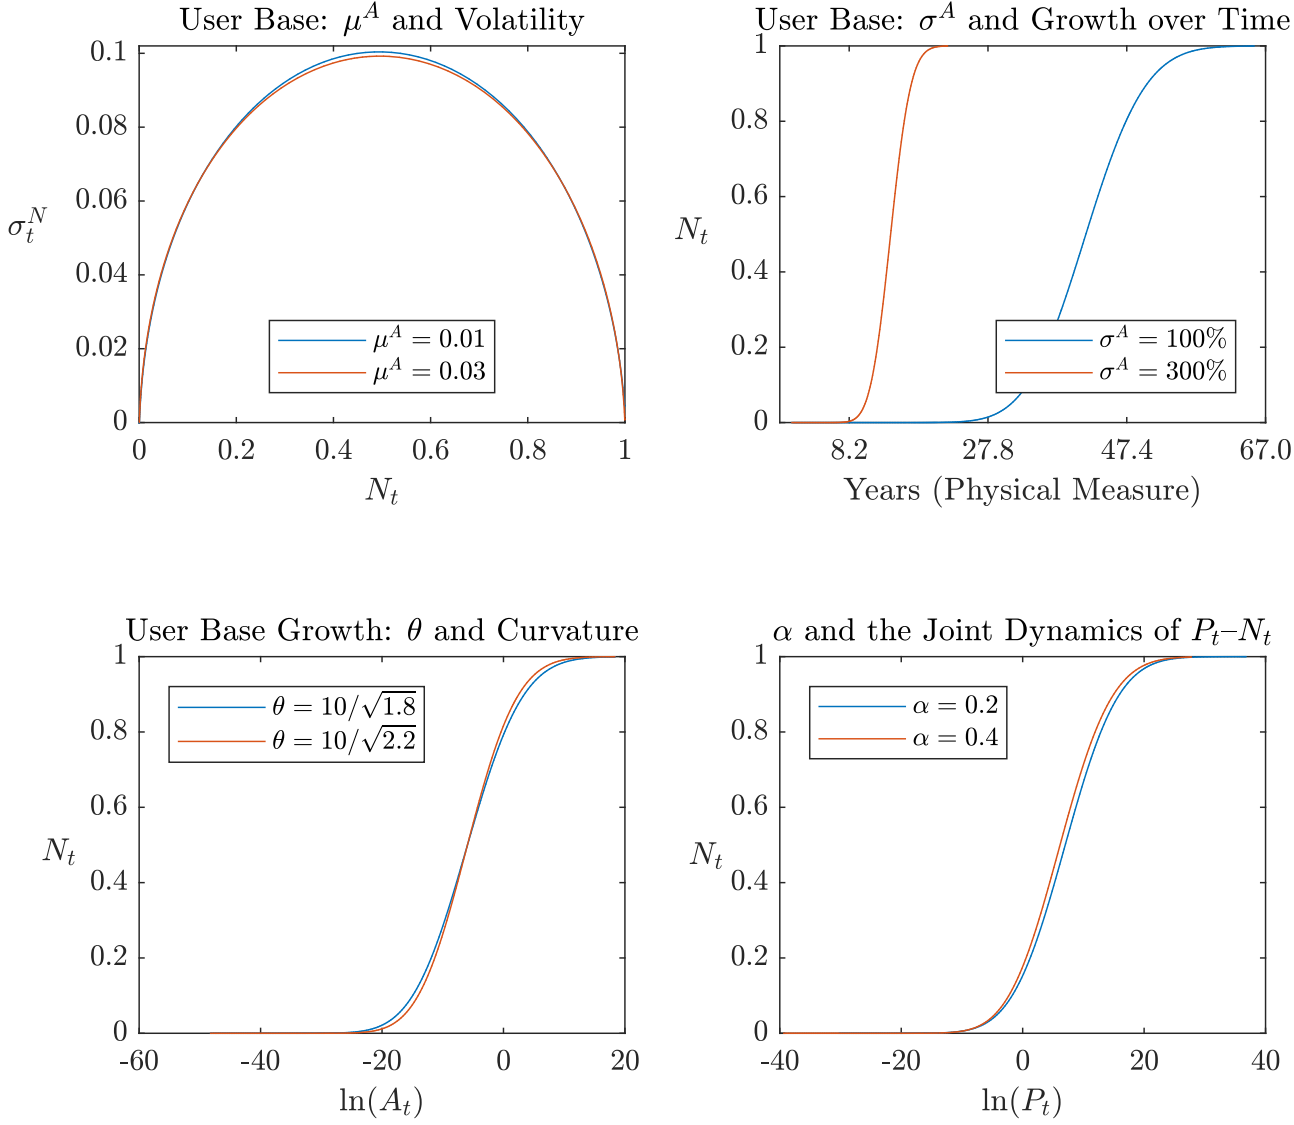 User Base: μ^A and Volatility
0.1
0.08
0.06
0.04
0.02
0
σ_t^N
μ^A = 0.01
μ^A = 0.03
0 0.2 0.4 0.6 0.8 1
N_t
User Base: σ^A and Growth over Time
1
0.8
0.6
0.4
0.2
0
N_t
σ^A = 100%
σ^A = 300%
8.2 27.8 47.4 67.0
Years (Physical Measure)
User Base Growth: θ and Curvature
1
0.8
0.6
0.4
0.2
0
N_t
θ = 10/√1.8
θ = 10/√2.2
-60 -40 -20 0 20
ln(A_t)
α and the Joint Dynamics of P_t–N_t
1
0.8
0.6
0.4
0.2
0
N_t
α = 0.2
α = 0.4
-40 -20 0 20 40
ln(P_t)